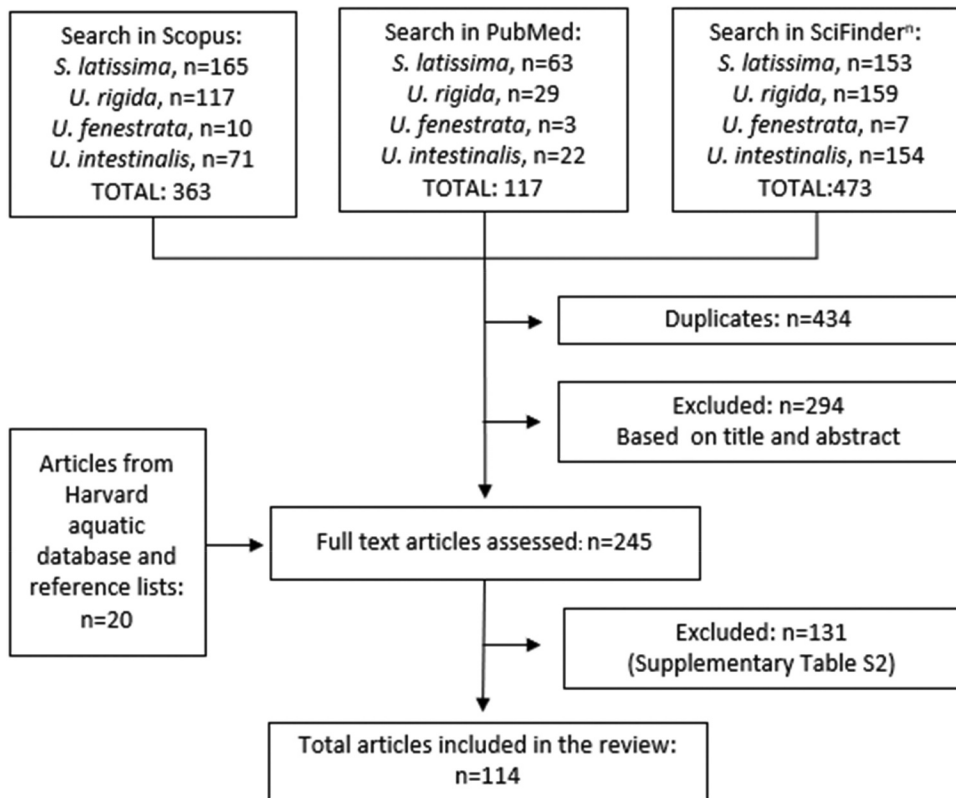 Search in Scopus:
S. latissima, n=165
U. rigida, n=117
U. fenestrata, n=10
U. intestinalis, n=71
TOTAL: 363
Search in PubMed:
S. latissima, n=63
U. rigida, n=29
U. fenestrata, n=3
U. intestinalis, n=22
TOTAL: 117
Search in SciFinderⁿ:
S. latissima, n=153
U. rigida, n=159
U. fenestrata, n=7
U. intestinalis, n=154
TOTAL:473
Duplicates: n=434
Excluded: n=294
Based on title and abstract
Articles from
Harvard
aquatic
database and
reference lists:
n=20
Full text articles assessed: n=245
Excluded: n=131
(Supplementary Table S2)
Total articles included in the review:
n=114